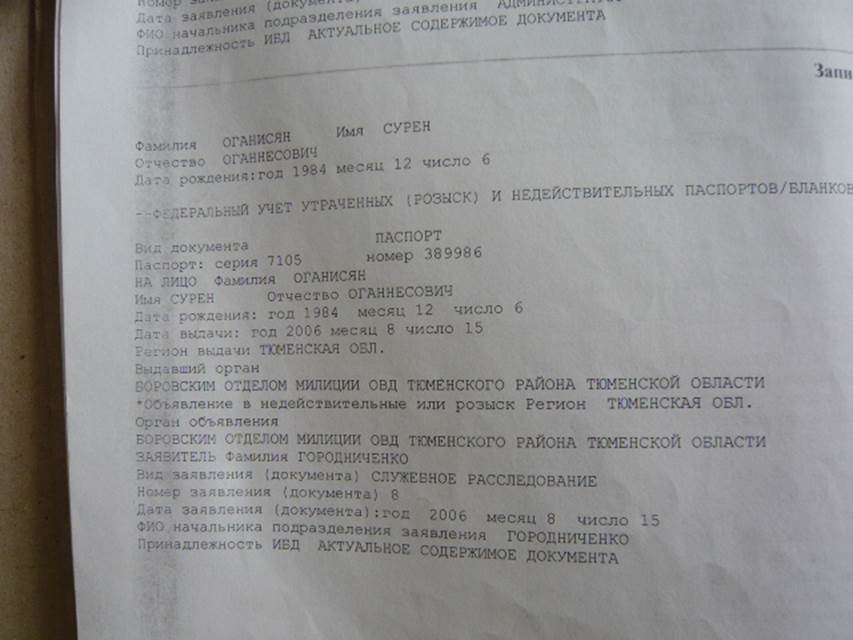 Дата заявления (документа)
ФИО начальника подразделения заявления
Принадлежность ИБД АКТУАЛЬНОЕ СОДЕРЖИМОЕ ДОКУМЕНТА
Фамилия ОГАНИСЯН Имя СУРЕН
Отчество ОГАННЕСОВИЧ
Дата рождения:год 1984 месяц 12 число 6
--ФЕДЕРАЛЬНЫЙ УЧЕТ УТРАЧЕННЫХ (РОЗЫСК) И НЕДЕЙСТВИТЕЛЬНЫХ ПАСПОРТОВ/БЛАНКОВ
Вид документа ПАСПОРТ
Паспорт: серия 7105 номер 389986
НА ЛИЦО Фамилия ОГАНИСЯН
Имя СУРЕН Отчество ОГАННЕСОВИЧ
Дата рождения: год 1984 месяц 12 число 6
Дата выдачи: год 2006 месяц 8 число 15
Регион выдачи ТЮМЕНСКАЯ ОБЛ.
Выдавший орган
БОРОВСКИМ ОТДЕЛОМ МИЛИЦИИ ОВД ТЮМЕНСКОГО РАЙОНА ТЮМЕНСКОЙ ОБЛАСТИ
*Объявление в недействительные или розыск Регион ТЮМЕНСКАЯ ОБЛ.
Орган объявления
БОРОВСКИМ ОТДЕЛОМ МИЛИЦИИ ОВД ТЮМЕНСКОГО РАЙОНА ТЮМЕНСКОЙ ОБЛАСТИ
ЗАЯВИТЕЛЬ Фамилия ГОРОДНИЧЕНКО
Вид заявления (документа) СЛУЖЕБНОЕ РАССЛЕДОВАНИЕ
Номер заявления (документа) 8
Дата заявления (документа):год 2006 месяц 8 число 15
ФИО начальника подразделения заявления ГОРОДНИЧЕНКО
Принадлежность ИБД АКТУАЛЬНОЕ СОДЕРЖИМОЕ ДОКУМЕНТА